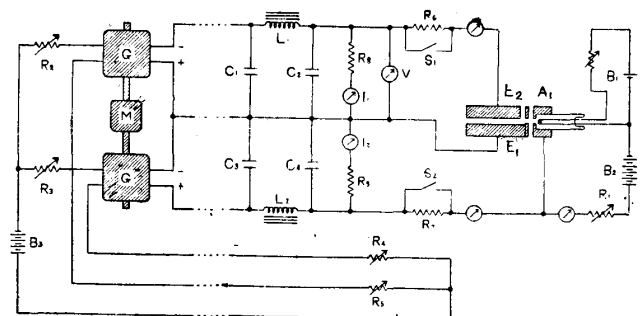 L₁ R₆
R₂ G − + C₁ C₂ R₈ I₁ V S₁ E₂ A₁ B₁
M E₁
R₃ G − + C₃ C₄ I₂ R₉ S₂ B₂
B₃ L₂ R₇ R₁
R₄
R₅